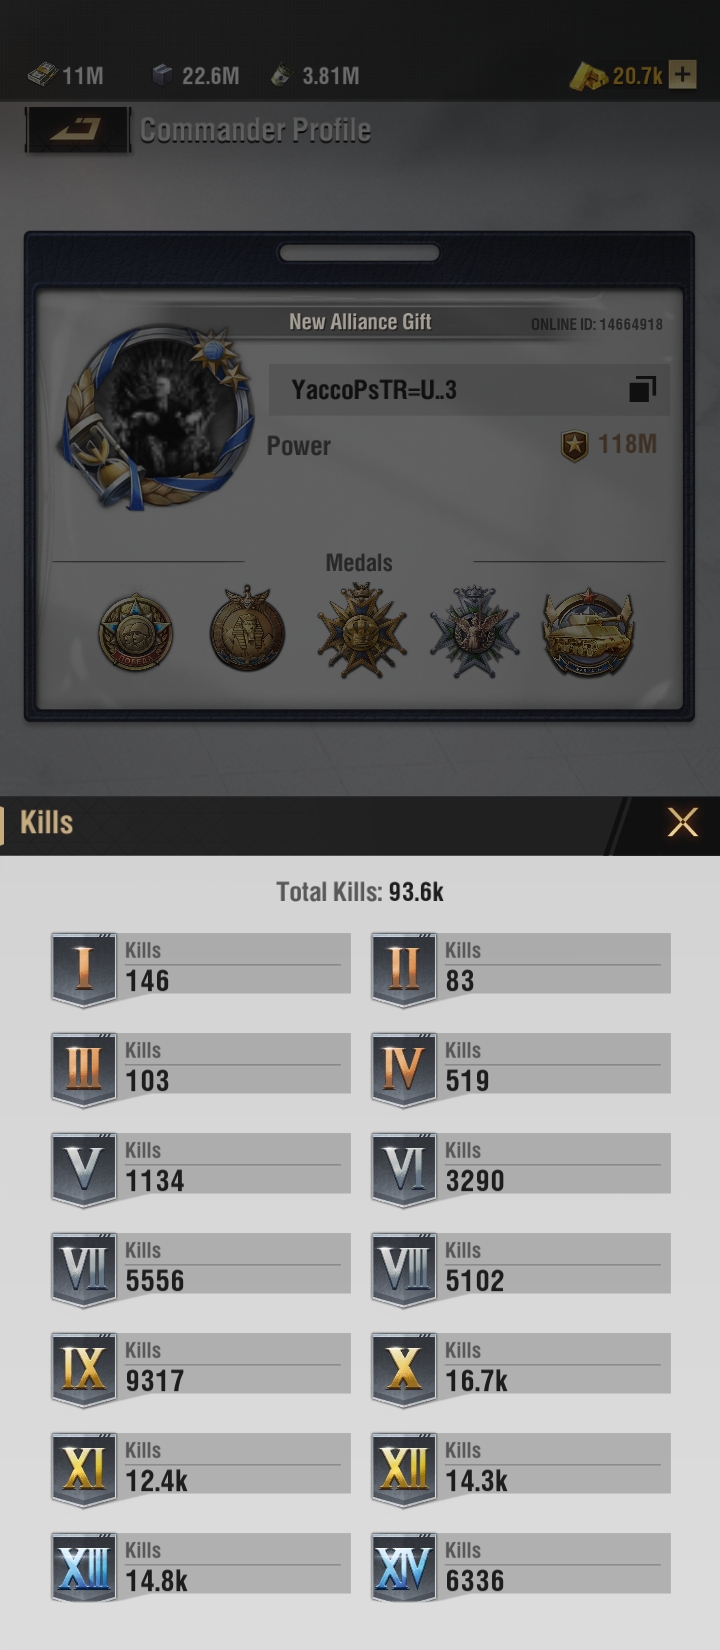 11M 22.6M 3.81M 20.7k
Commander Profile
New Alliance Gift
ONLINE ID: 14664918
YaccoPsTR=U..3
Power 118M
Medals
Kills
Total Kills: 93.6k
I Kills 146
II Kills 83
III Kills 103
IV Kills 519
V Kills 1134
VI Kills 3290
VII Kills 5556
VIII Kills 5102
IX Kills 9317
X Kills 16.7k
XI Kills 12.4k
XII Kills 14.3k
XIII Kills 14.8k
XIV Kills 6336